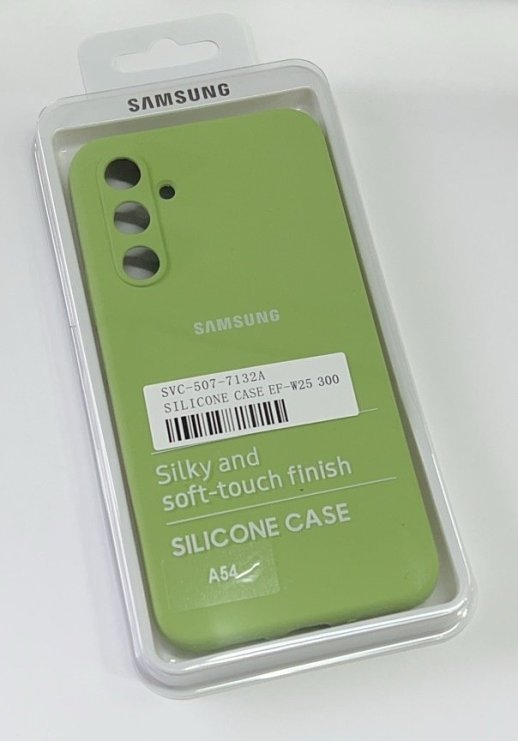 SAMSUNG
SAMSUNG
SVC-507-7132A
SILICONE CASE EF-W25 300
Silky and
soft-touch finish
SILICONE CASE
A54